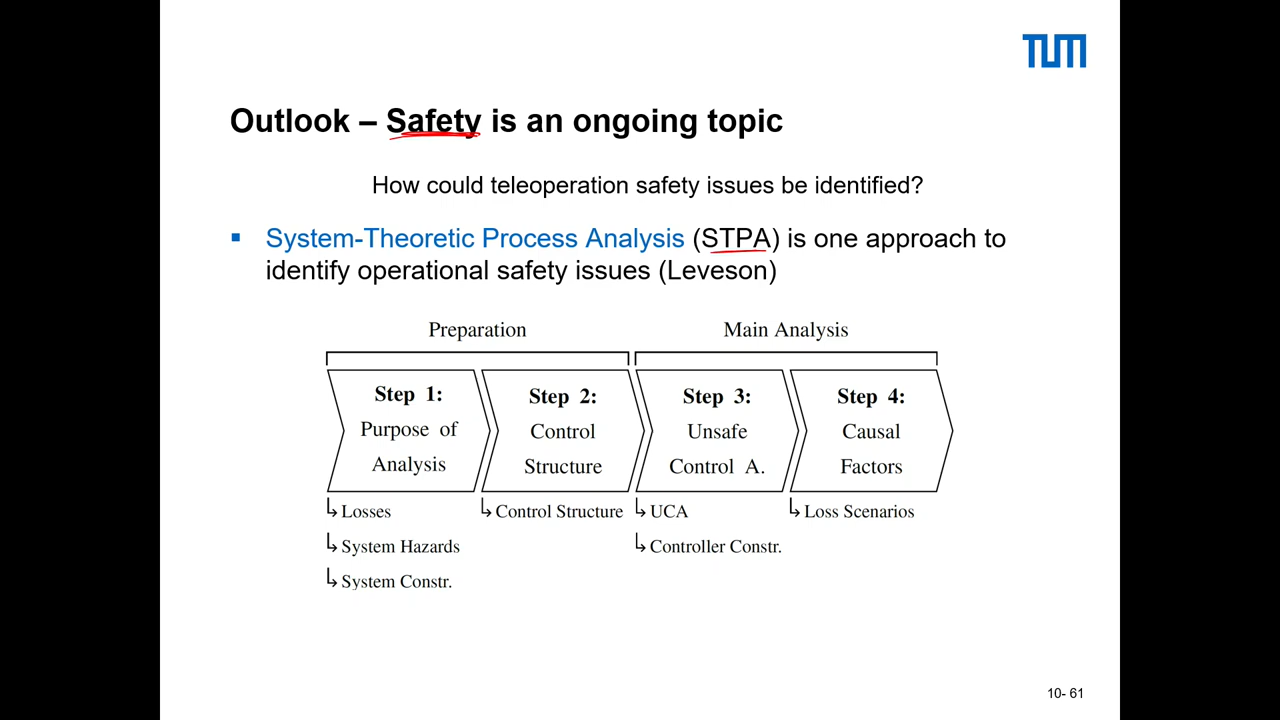 TUM
Outlook – Safety is an ongoing topic
How could teleoperation safety issues be identified?
▪ System-Theoretic Process Analysis (STPA) is one approach to
identify operational safety issues (Leveson)
Preparation
Main Analysis
Step 1:
Purpose of
Analysis
Step 2:
Control
Structure
Step 3:
Unsafe
Control A.
Step 4:
Causal
Factors
↳ Losses
↳ System Hazards
↳ System Constr.
↳ Control Structure
↳ UCA
↳ Controller Constr.
↳ Loss Scenarios
10- 61